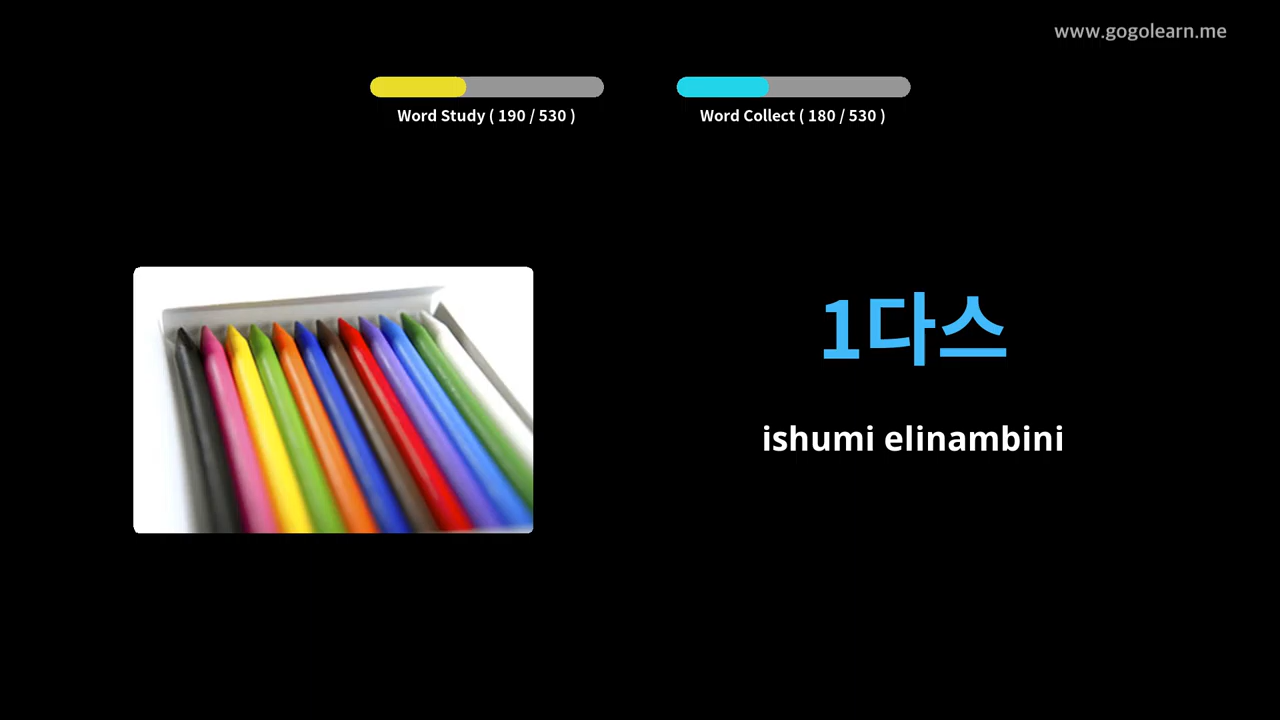 www.gogolearn.me
Word Study ( 190 / 530 )
Word Collect ( 180 / 530 )
1다스
ishumi elinambini